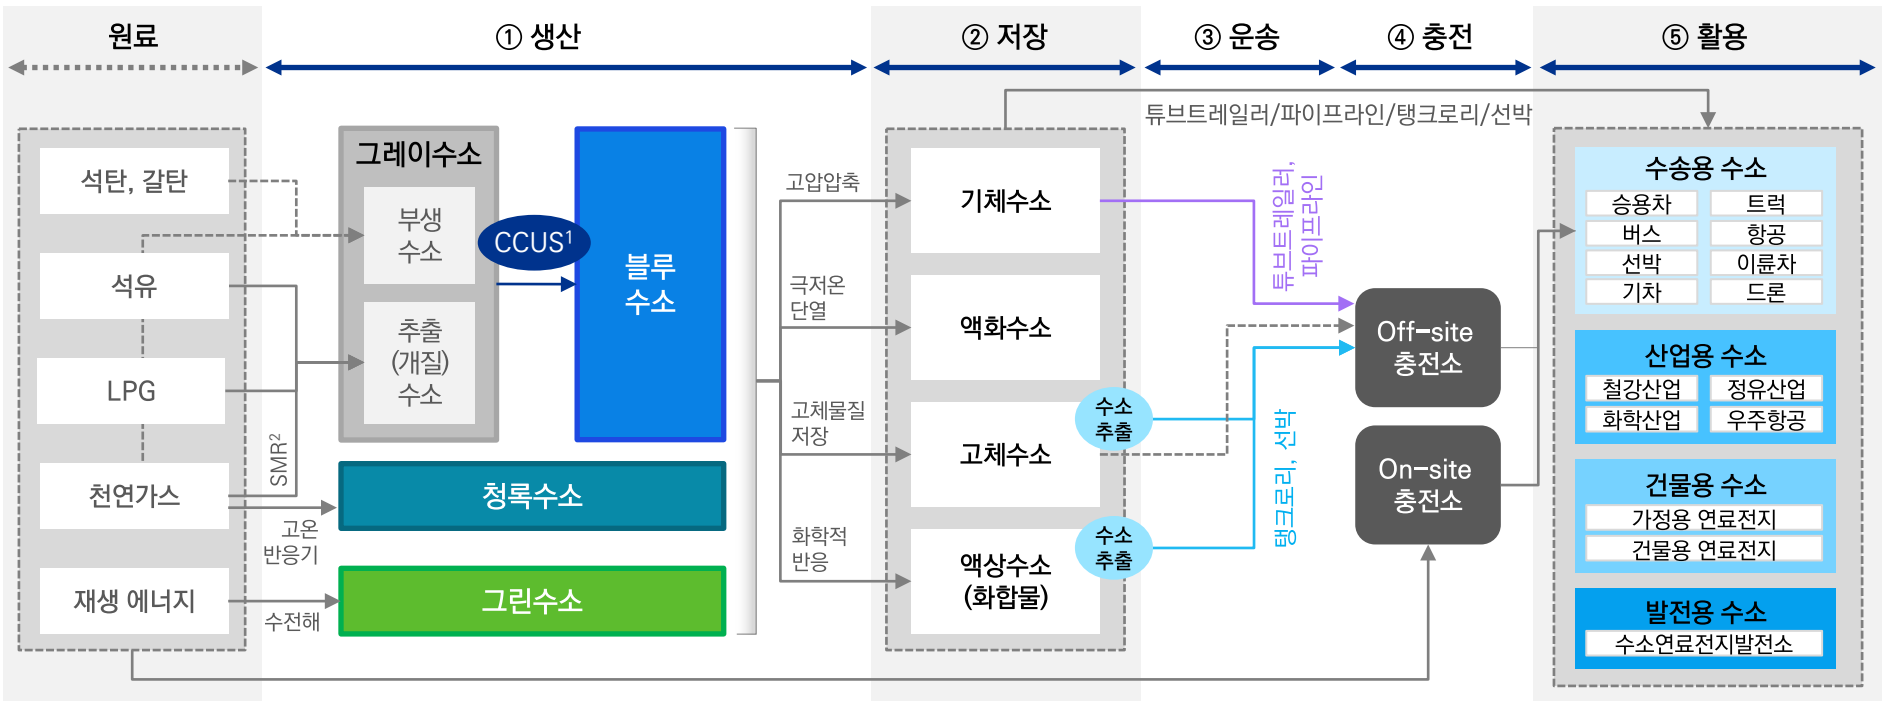 원료
① 생산
② 저장
③ 운송
④ 충전
⑤ 활용
튜브트레일러/파이프라인/탱크로리/선박
석탄, 갈탄
석유
LPG
천연가스
재생 에너지
SMR²
고온
반응기
수전해
그레이수소
부생
수소
추출
(개질)
수소
CCUS¹
블루
수소
청록수소
그린수소
고압압축
극저온
단열
고체물질
저장
화학적
반응
기체수소
액화수소
고체수소
액상수소
(화합물)
수소
추출
수소
추출
튜브트레일러,
파이프라인
탱크로리, 선박
Off-site
충전소
On-site
충전소
수송용 수소
승용차
트럭
버스
항공
선박
이륜차
기차
드론
산업용 수소
철강산업
정유산업
화학산업
우주항공
건물용 수소
가정용 연료전지
건물용 연료전지
발전용 수소
수소연료전지발전소